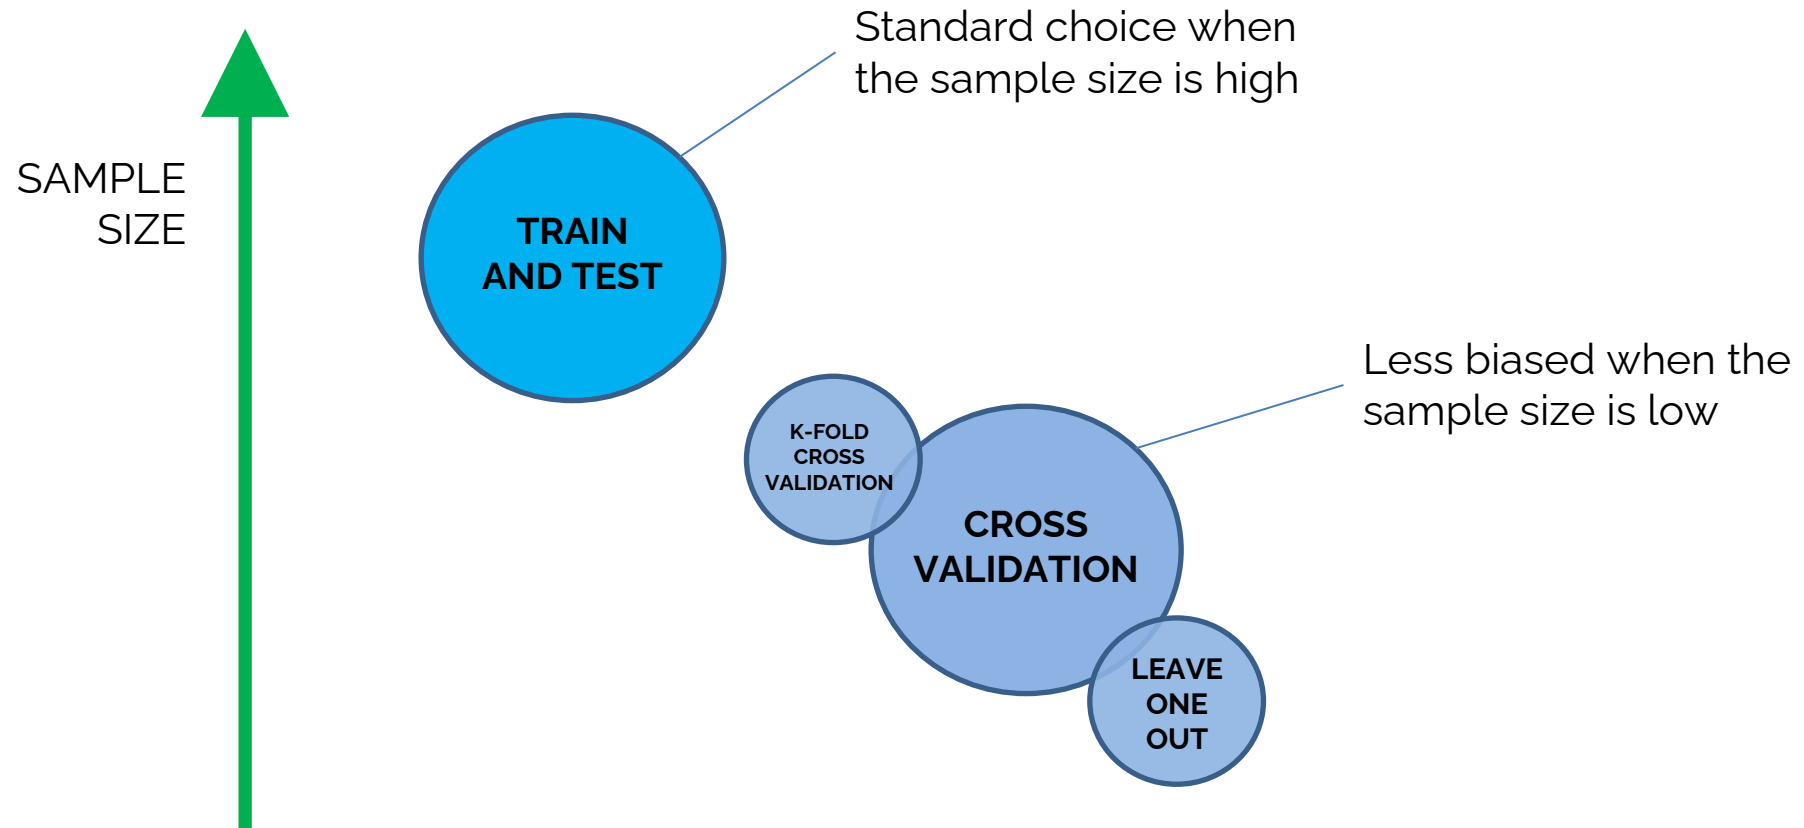 Standard choice when
the sample size is high
SAMPLE
SIZE
TRAIN
AND TEST
Less biased when the
sample size is low
K-FOLD
CROSS
VALIDATION
CROSS
VALIDATION
LEAVE
ONE
OUT